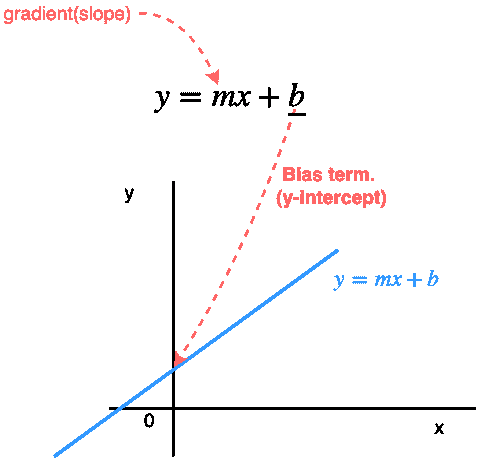 gradient(slope)
y = mx + b
Bias term.
(y-intercept)
y
y = mx + b
0
x